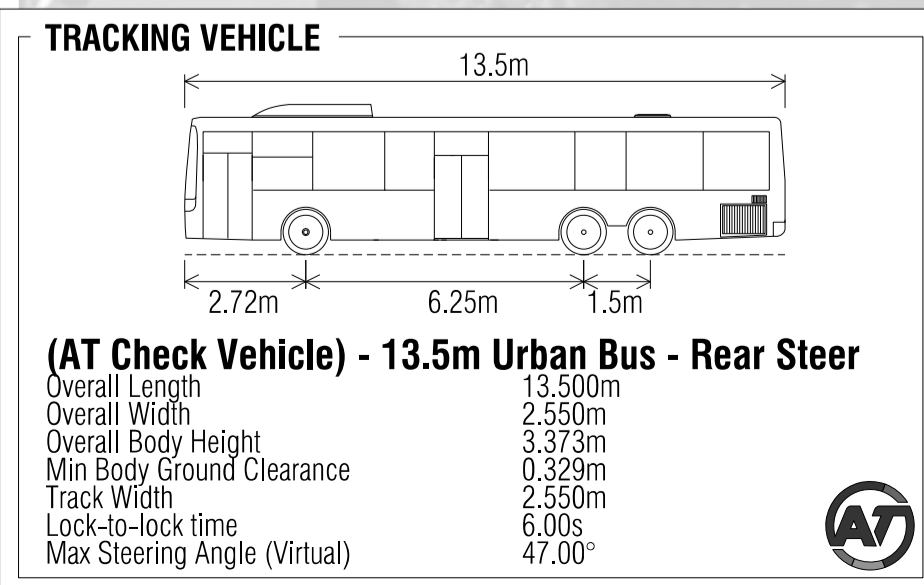 TRACKING VEHICLE
13.5m
2.72m 6.25m 1.5m
(AT Check Vehicle) - 13.5m Urban Bus - Rear Steer
Overall Length 13.500m
Overall Width 2.550m
Overall Body Height 3.373m
Min Body Ground Clearance 0.329m
Track Width 2.550m
Lock-to-lock time 6.00s
Max Steering Angle (Virtual) 47.00°
AT